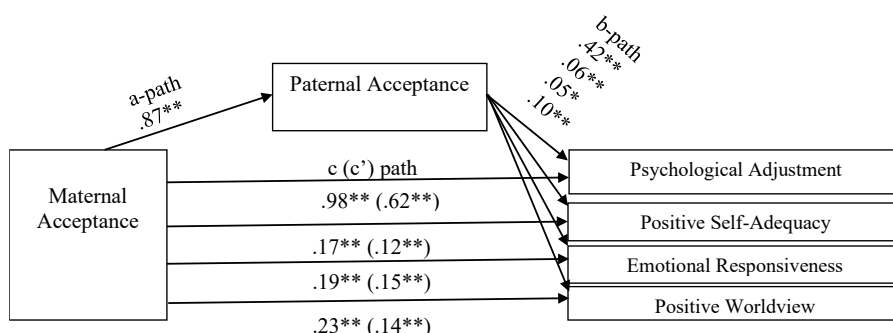 b-path
.42**
.06**
.05*
.10**
a-path
.87**
Paternal Acceptance
Maternal
Acceptance
c (c') path
.98** (.62**)
.17** (.12**)
.19** (.15**)
.23** (.14**)
Psychological Adjustment
Positive Self-Adequacy
Emotional Responsiveness
Positive Worldview